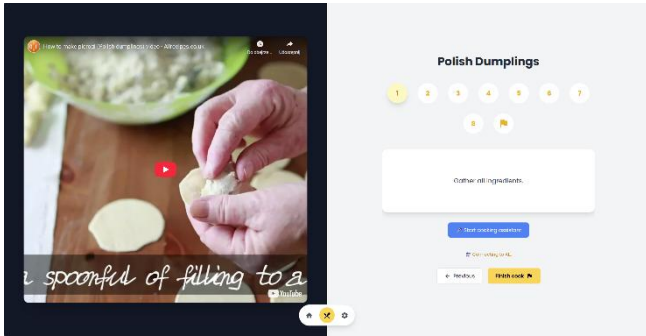 How to make pierogi | Polish dumplings video - Allrecipes.co.uk
Udostępnij
spoonful of filling to a
YouTube
Polish Dumplings
1 2 3 4 5 6 7
8
Gather all ingredients.
Start cooking assistant
Previous
Finish cook